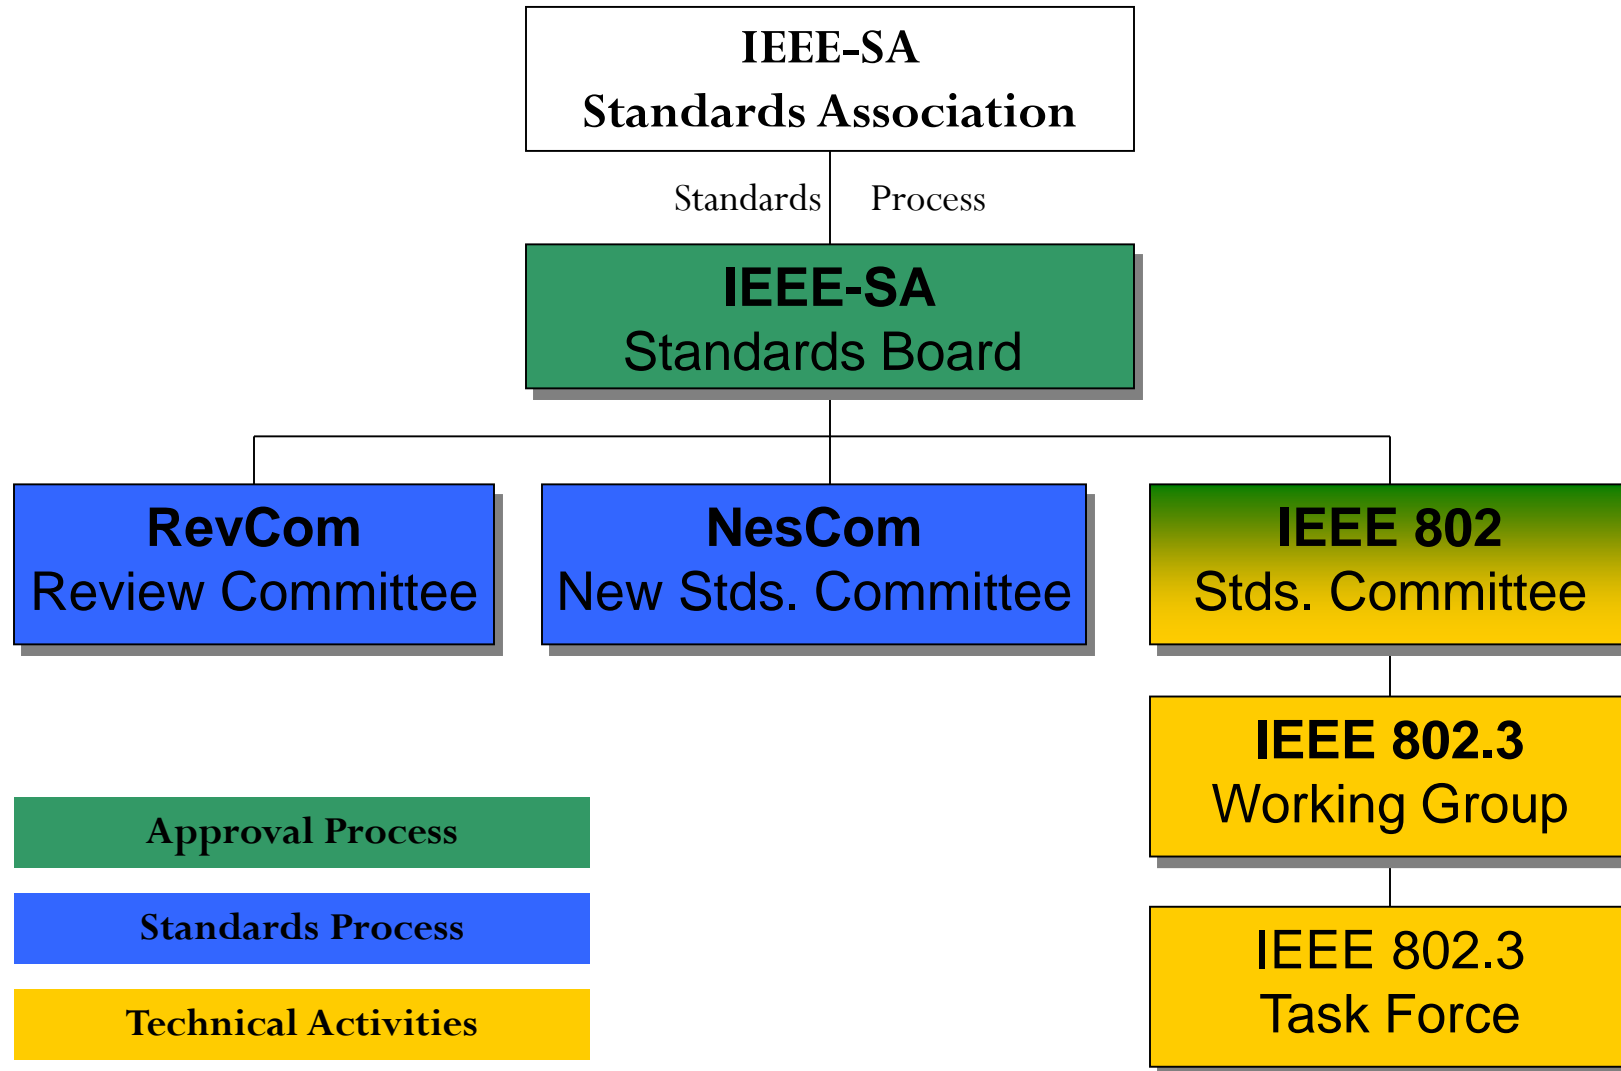 IEEE-SA
Standards Association
Standards Process
IEEE-SA
Standards Board
RevCom
Review Committee
NesCom
New Stds. Committee
IEEE 802
Stds. Committee
IEEE 802.3
Working Group
IEEE 802.3
Task Force
Approval Process
Standards Process
Technical Activities